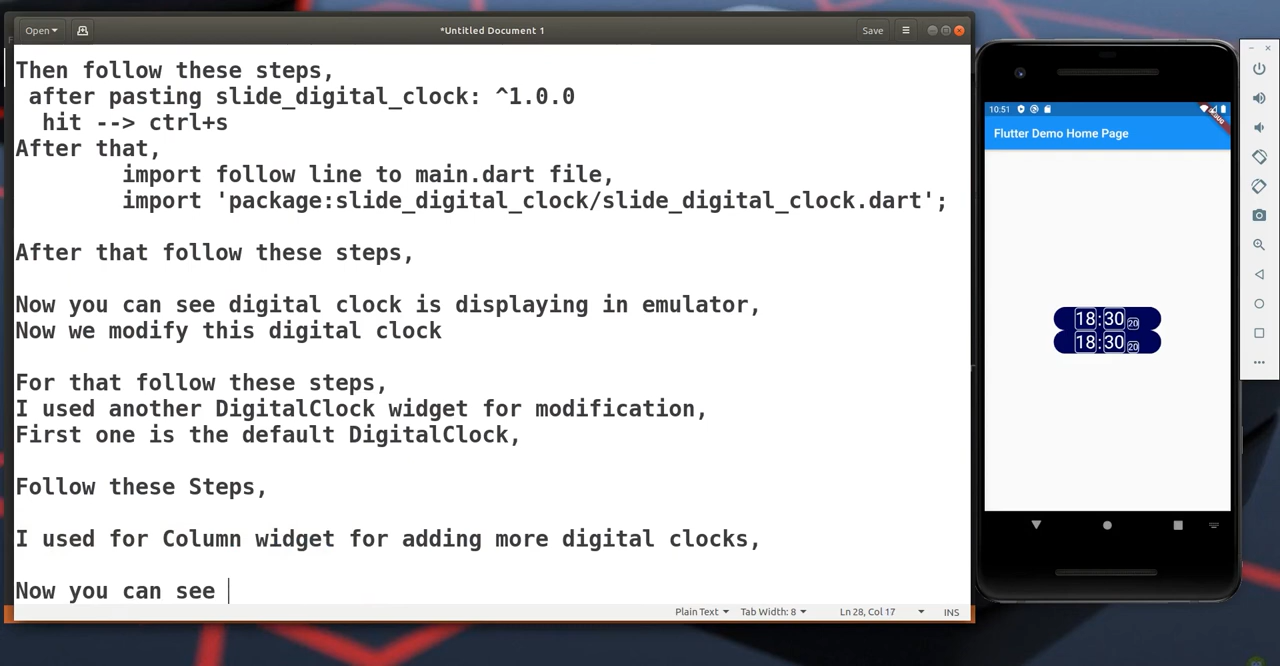 Open
*Untitled Document 1
Save
Then follow these steps,
after pasting slide_digital_clock: ^1.0.0
hit --> ctrl+s
After that,
import follow line to main.dart file,
import 'package:slide_digital_clock/slide_digital_clock.dart';
After that follow these steps,
Now you can see digital clock is displaying in emulator,
Now we modify this digital clock
For that follow these steps,
I used another DigitalClock widget for modification,
First one is the default DigitalClock,
Follow these Steps,
I used for Column widget for adding more digital clocks,
Now you can see
Plain Text
Tab Width: 8
Ln 28, Col 17
INS
10:51
DEBUG
Flutter Demo Home Page
18:30 20
18:30 20